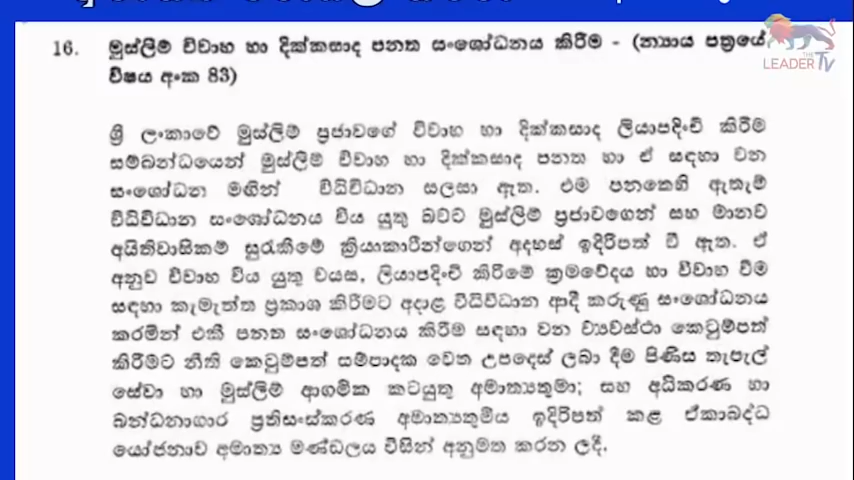 16. මුස්ලිම් විවාහ හා දික්කසාද පනත සංශෝධනය කිරීම - (න්‍යාය පත්‍රයේ
විෂය අංක 83)
ශ්‍රී ලංකාවේ මුස්ලිම් ප්‍රජාවගේ විවාහ හා දික්කසාද ලියාපදිංචි කිරීම
සම්බන්ධයෙන් මුස්ලිම් විවාහ හා දික්කසාද පනත හා ඒ සඳහා වන
සංශෝධන මඟින් විධිවිධාන සලසා ඇත. එම පනතෙහි ඇතැම්
විධිවිධාන සංශෝධනය විය යුතු බවට මුස්ලිම් ප්‍රජාවගෙන් සහ මානව
අයිතිවාසිකම් සුරැකීමේ ක්‍රියාකාරීන්ගෙන් අදහස් ඉදිරිපත් වී ඇත. ඒ
අනුව විවාහ විය යුතු වයස, ලියාපදිංචි කිරීමේ ක්‍රමවේදය හා විවාහ වීම
සඳහා කැමැත්ත ප්‍රකාශ කිරීමට අදාළ විධිවිධාන ආදී කරුණු සංශෝධනය
කරමින් එකී පනත සංශෝධනය කිරීම සඳහා වන ව්‍යවස්ථා කෙටුම්පත්
කිරීමට නීති කෙටුම්පත් සම්පාදක වෙත උපදෙස් ලබා දීම පිණිස තැපැල්
සේවා හා මුස්ලිම් ආගමික කටයුතු අමාත්‍යතුමා; සහ අධිකරණ හා
බන්ධනාගාර ප්‍රතිසංස්කරණ අමාත්‍යතුමිය ඉදිරිපත් කළ ඒකාබද්ධ
යෝජනාව අමාත්‍ය මණ්ඩලය විසින් අනුමත කරන ලදී.
THE
LEADER TV